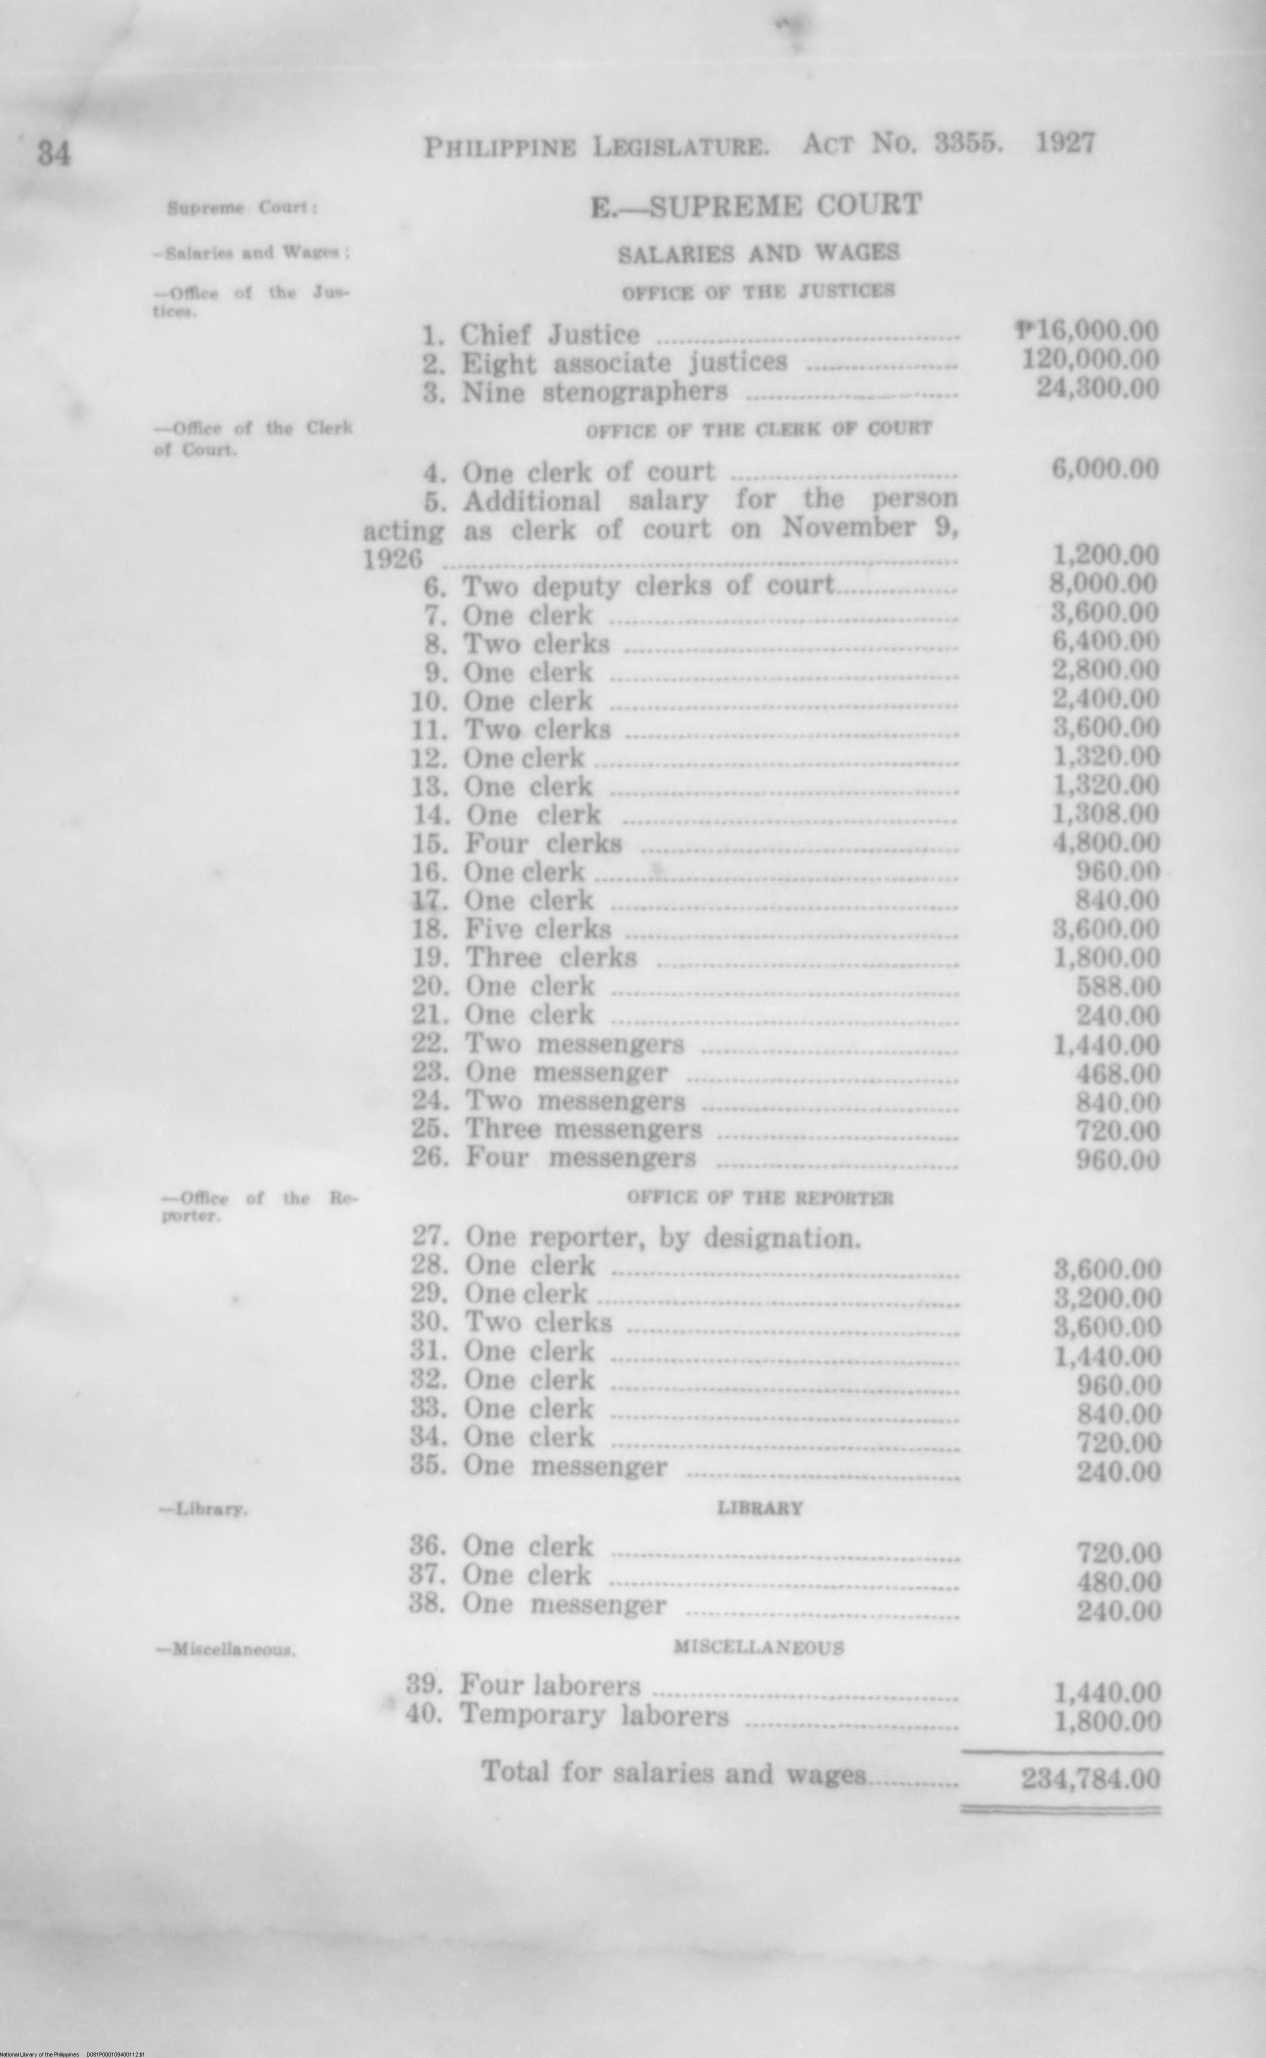 34
PHILIPPINE LEGISLATURE. ACT No. 3355. 1927
Supreme Court:
E.—SUPREME COURT
—Salaries and Wages:
SALARIES AND WAGES
—Office of the Jus-
tices.
OFFICE OF THE JUSTICES
1. Chief Justice ₱16,000.00
2. Eight associate justices 120,000.00
3. Nine stenographers 24,300.00
—Office of the Clerk
of Court.
OFFICE OF THE CLERK OF COURT
4. One clerk of court 6,000.00
5. Additional salary for the person
acting as clerk of court on November 9,
1926 1,200.00
6. Two deputy clerks of court 8,000.00
7. One clerk 3,600.00
8. Two clerks 6,400.00
9. One clerk 2,800.00
10. One clerk 2,400.00
11. Two clerks 3,600.00
12. One clerk 1,320.00
13. One clerk 1,320.00
14. One clerk 1,308.00
15. Four clerks 4,800.00
16. One clerk 960.00
17. One clerk 840.00
18. Five clerks 3,600.00
19. Three clerks 1,800.00
20. One clerk 588.00
21. One clerk 240.00
22. Two messengers 1,440.00
23. One messenger 468.00
24. Two messengers 840.00
25. Three messengers 720.00
26. Four messengers 960.00
—Office of the Re-
porter.
OFFICE OF THE REPORTER
27. One reporter, by designation.
28. One clerk 3,600.00
29. One clerk 3,200.00
30. Two clerks 3,600.00
31. One clerk 1,440.00
32. One clerk 960.00
33. One clerk 840.00
34. One clerk 720.00
35. One messenger 240.00
—Library.
LIBRARY
36. One clerk 720.00
37. One clerk 480.00
38. One messenger 240.00
—Miscellaneous.
MISCELLANEOUS
39. Four laborers 1,440.00
40. Temporary laborers 1,800.00
Total for salaries and wages 234,784.00
National Library of the Philippines